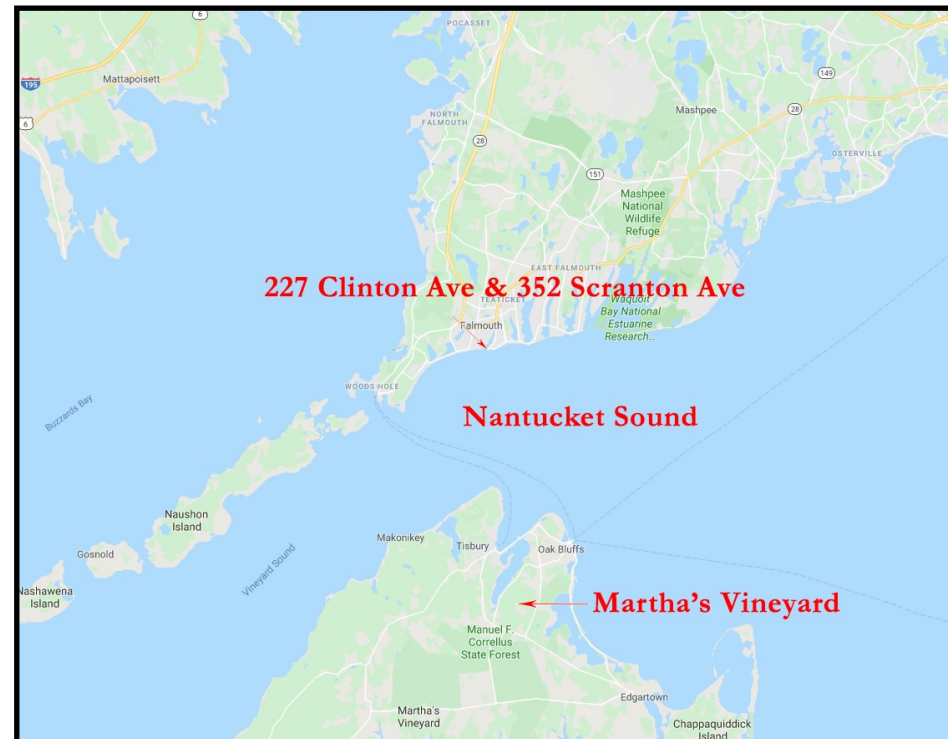 POCASSET
6
195
Mattapoisett
6
149
Mashpee
28
NORTH
FALMOUTH
28
OSTERVILLE
151
Mashpee
National
Wildlife
Refuge
EAST FALMOUTH
227 Clinton Ave & 352 Scranton Ave
TEATICKET
Waquoit
Bay National
Estuarine
Research...
Falmouth
WOODS HOLE
Buzzards Bay
Nantucket Sound
Naushon
Island
Makonikey
Tisbury
Oak Bluffs
Gosnold
Vineyard Sound
Nashawena
Island
Martha's Vineyard
Manuel F.
Correllus
State Forest
Edgartown
Martha's
Vineyard
Chappaquiddick
Island